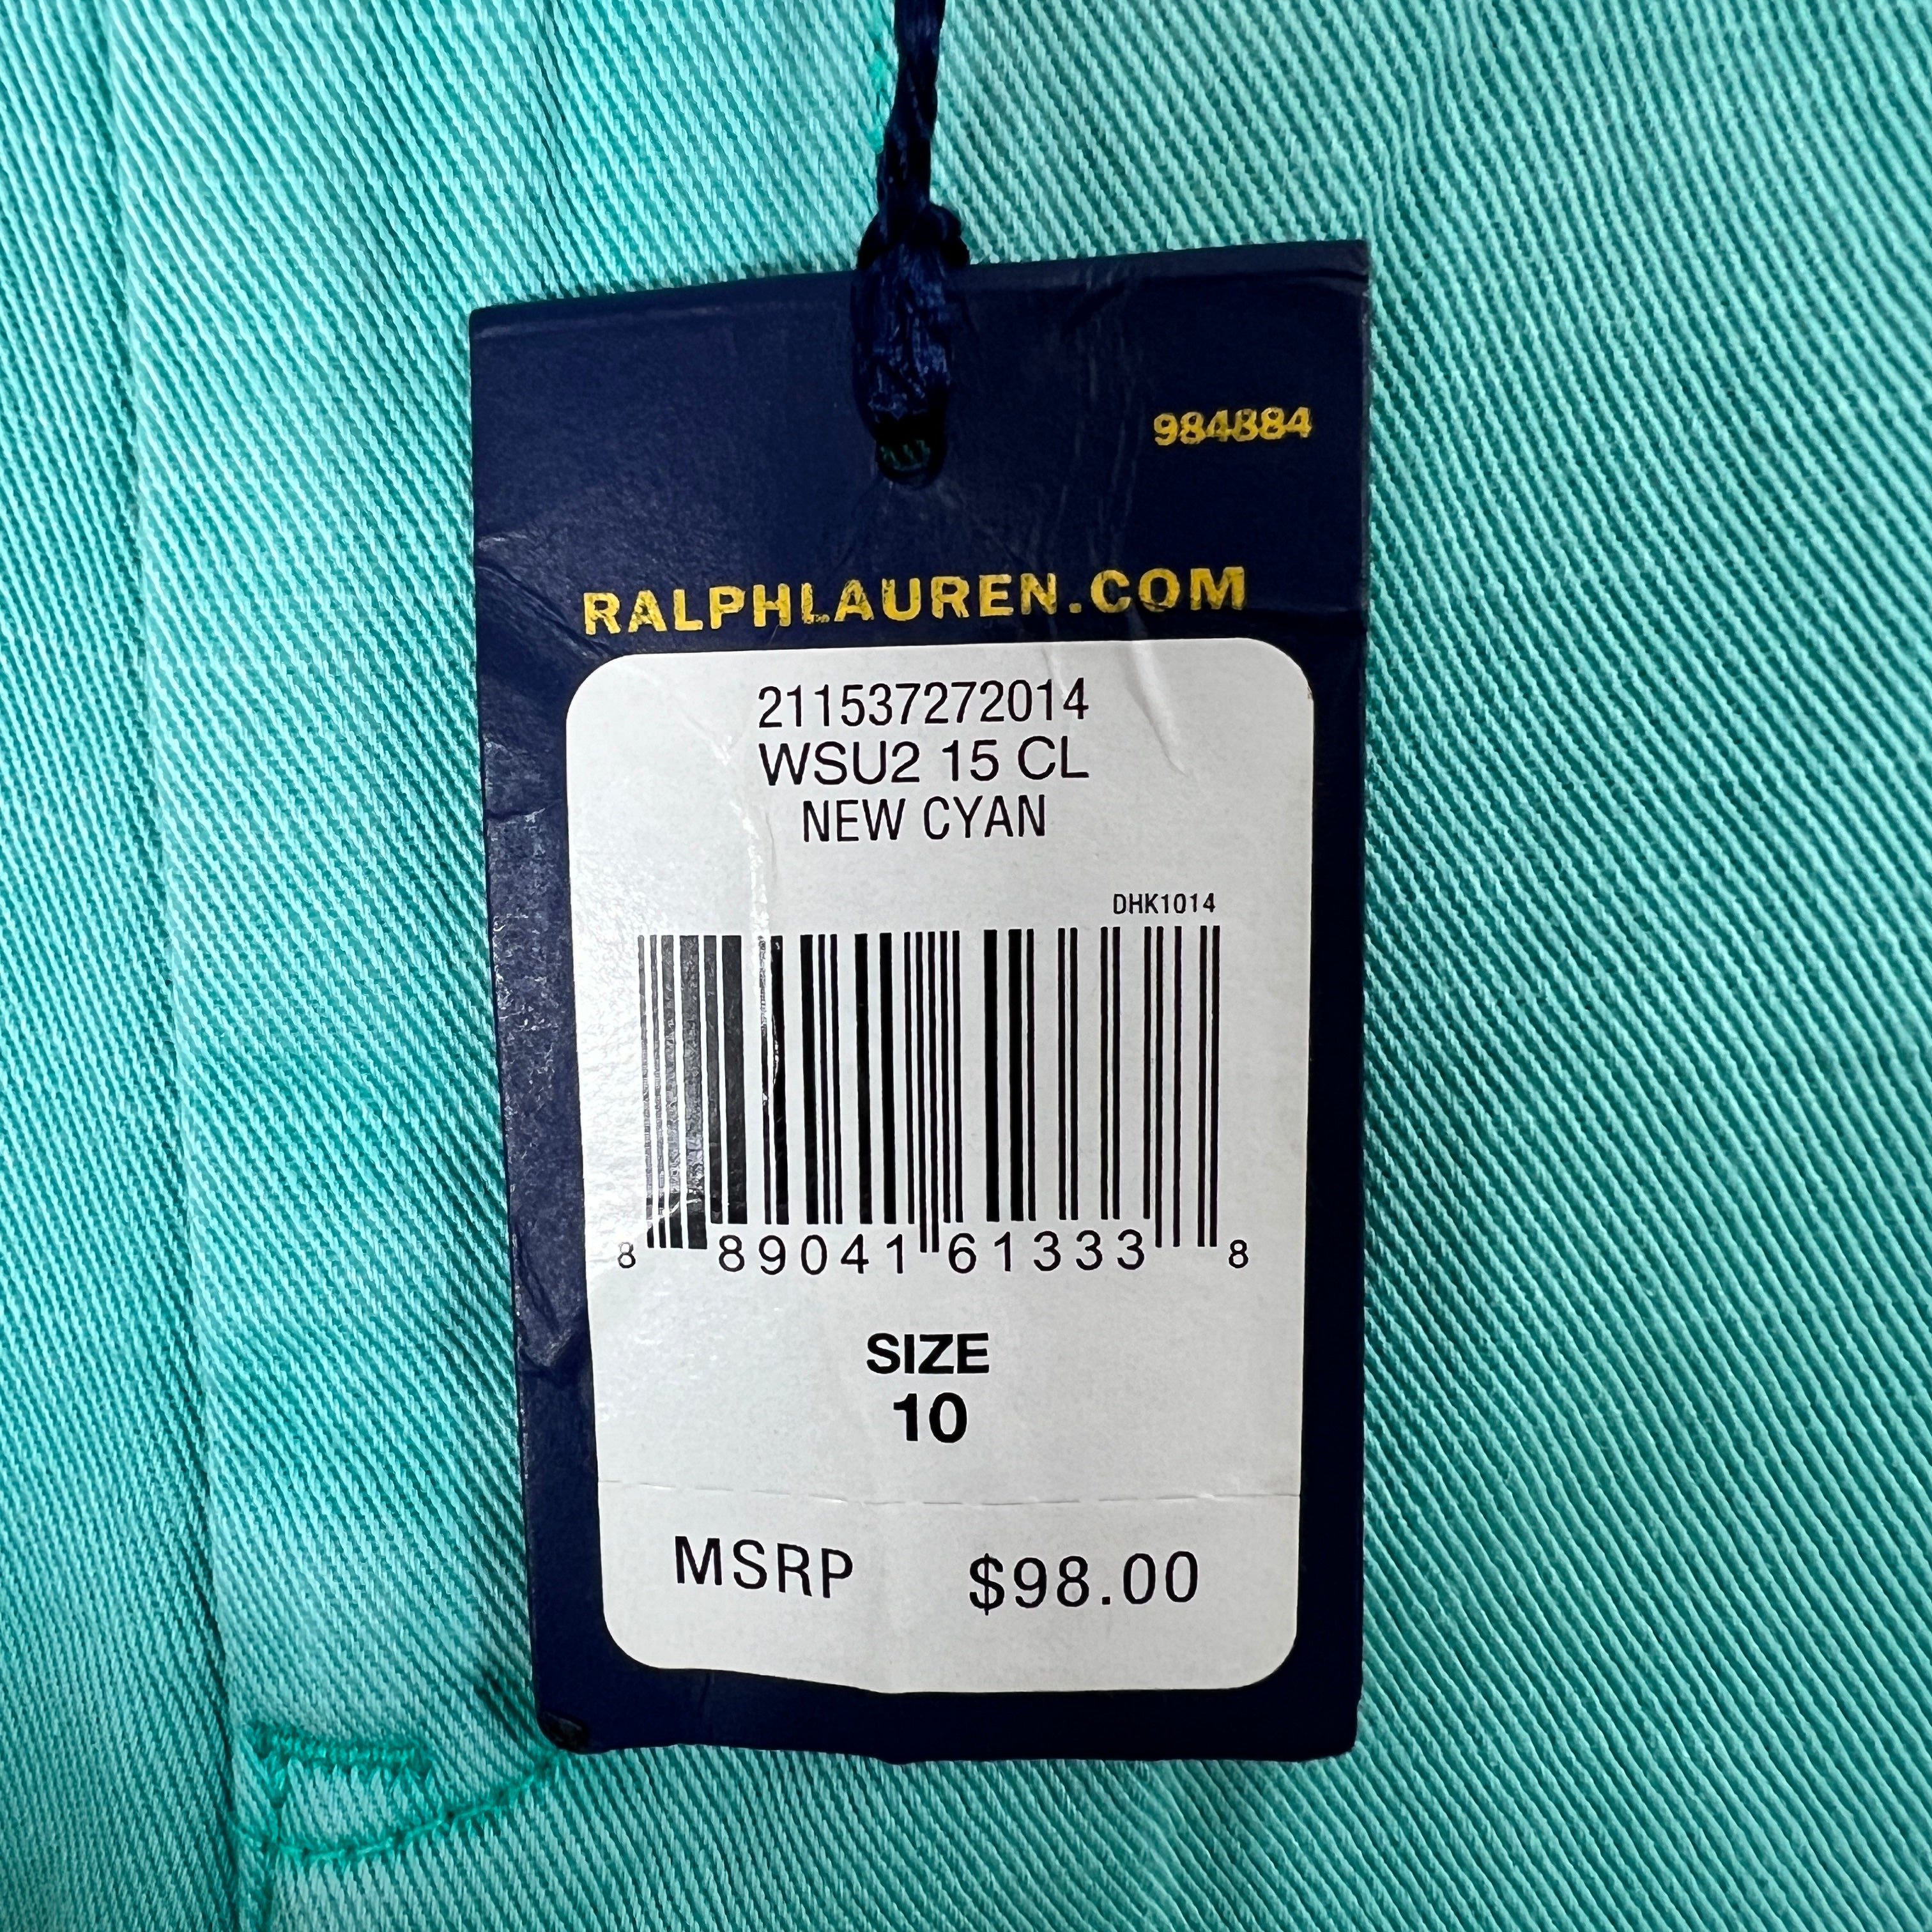 984884
RALPHLAUREN.COM
211537272014
WSU2 15 CL
NEW CYAN
DHK1014
8 89041 61333 8
SIZE
10
MSRP $98.00